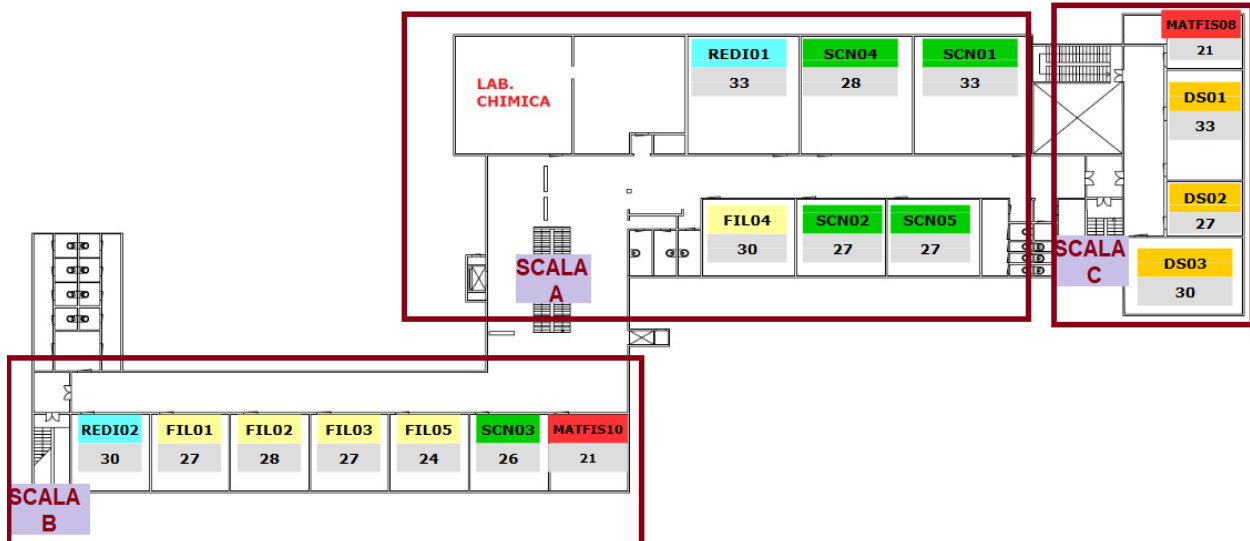 MATFIS08
21
REDI01
33
SCN04
28
SCN01
33
LAB.
CHIMICA
DS01
33
DS02
27
FIL04
30
SCN02
27
SCN05
27
SCALA
A
SCALA
C
DS03
30
REDI02
30
FIL01
27
FIL02
28
FIL03
27
FIL05
24
SCN03
26
MATFIS10
21
SCALA
B